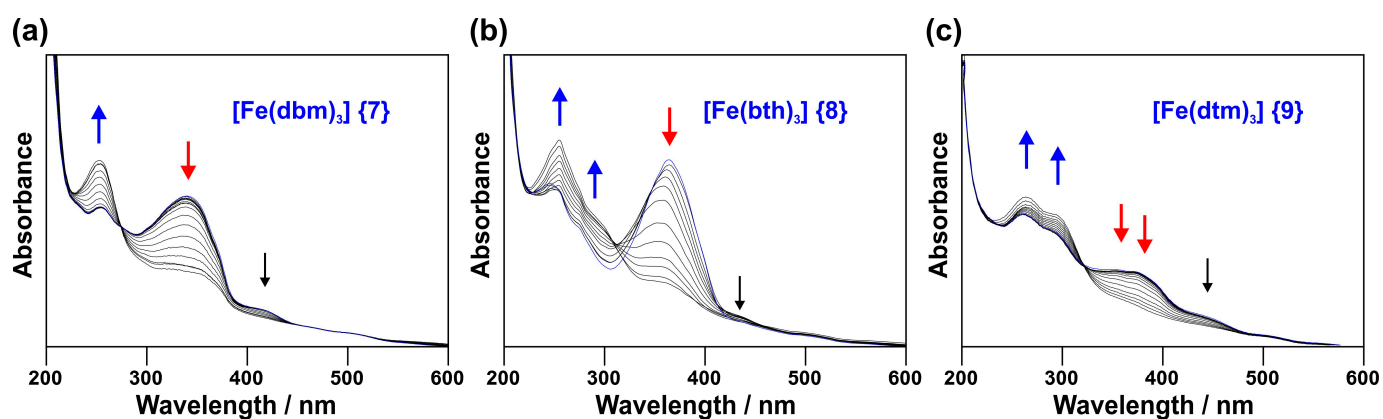 (a)
[Fe(dbm)₃] {7}
Absorbance
200 300 400 500 600
Wavelength / nm
(b)
[Fe(bth)₃] {8}
Absorbance
200 300 400 500 600
Wavelength / nm
(c)
[Fe(dtm)₃] {9}
Absorbance
200 300 400 500 600
Wavelength / nm